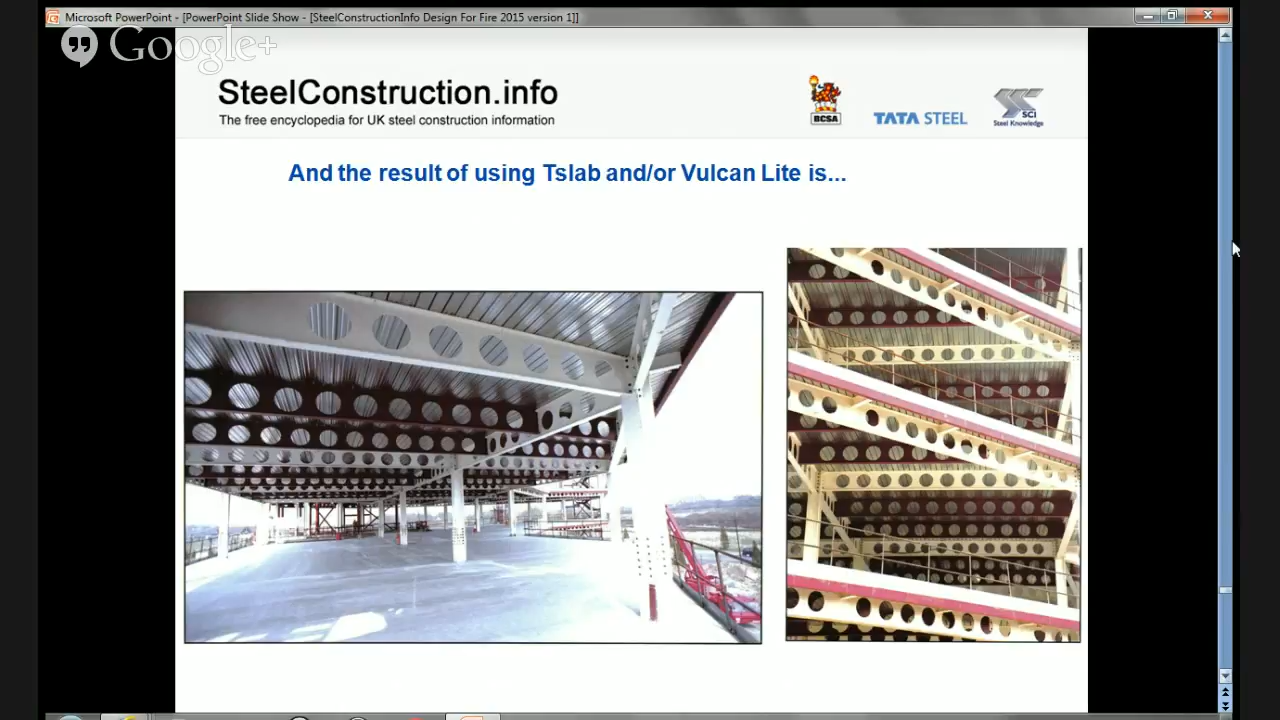 Microsoft PowerPoint - [PowerPoint Slide Show - [SteelConstructionInfo Design For Fire 2015 version 1]]
Google+
SteelConstruction.info
The free encyclopedia for UK steel construction information
BCSA
TATA STEEL
SCI
Steel Knowledge
And the result of using Tslab and/or Vulcan Lite is...